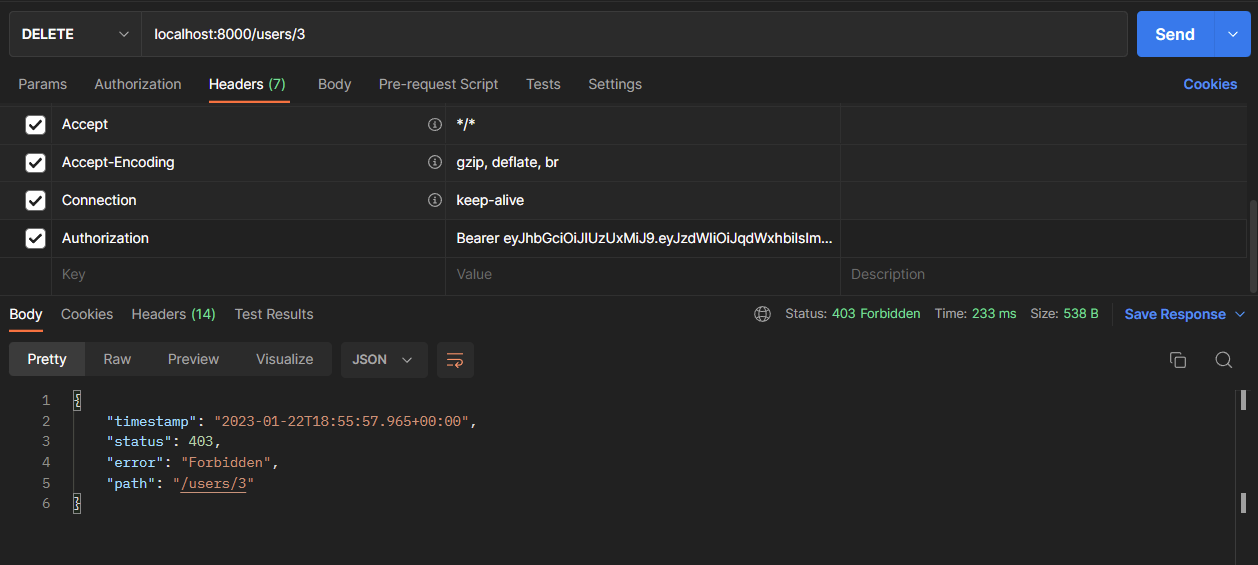 DELETE localhost:8000/users/3 Send
Params Authorization Headers (7) Body Pre-request Script Tests Settings Cookies
Accept */*
Accept-Encoding gzip, deflate, br
Connection keep-alive
Authorization Bearer eyJhbGciOiJIUzUxMiJ9.eyJzdWIiOiJqdWxhbiIsIm...
Key Value Description
Body Cookies Headers (14) Test Results Status: 403 Forbidden Time: 233 ms Size: 538 B Save Response
Pretty Raw Preview Visualize JSON
1 {
2 "timestamp": "2023-01-22T18:55:57.965+00:00",
3 "status": 403,
4 "error": "Forbidden",
5 "path": "/users/3"
6 }